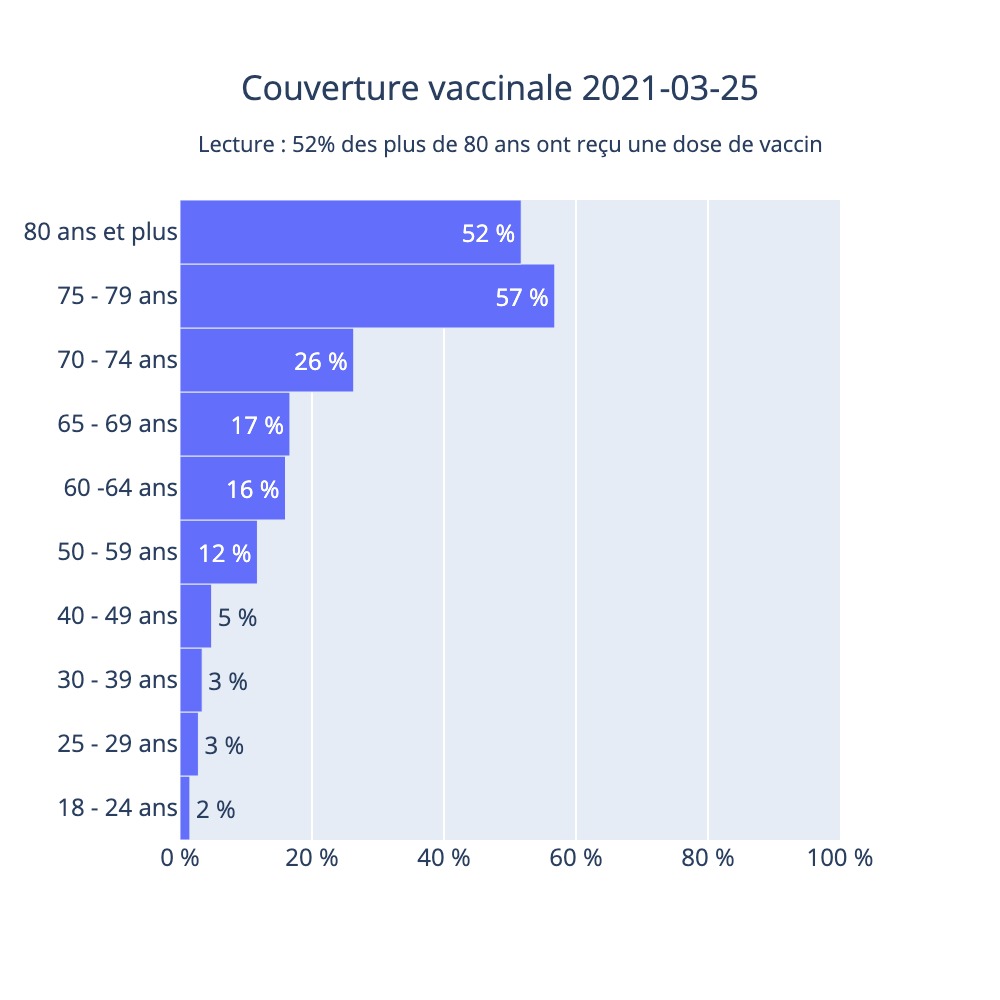 Couverture vaccinale 2021-03-25
Lecture : 52% des plus de 80 ans ont reçu une dose de vaccin
80 ans et plus 52 %
75 - 79 ans 57 %
70 - 74 ans 26 %
65 - 69 ans 17 %
60 -64 ans 16 %
50 - 59 ans 12 %
40 - 49 ans 5 %
30 - 39 ans 3 %
25 - 29 ans 3 %
18 - 24 ans 2 %
0 % 20 % 40 % 60 % 80 % 100 %